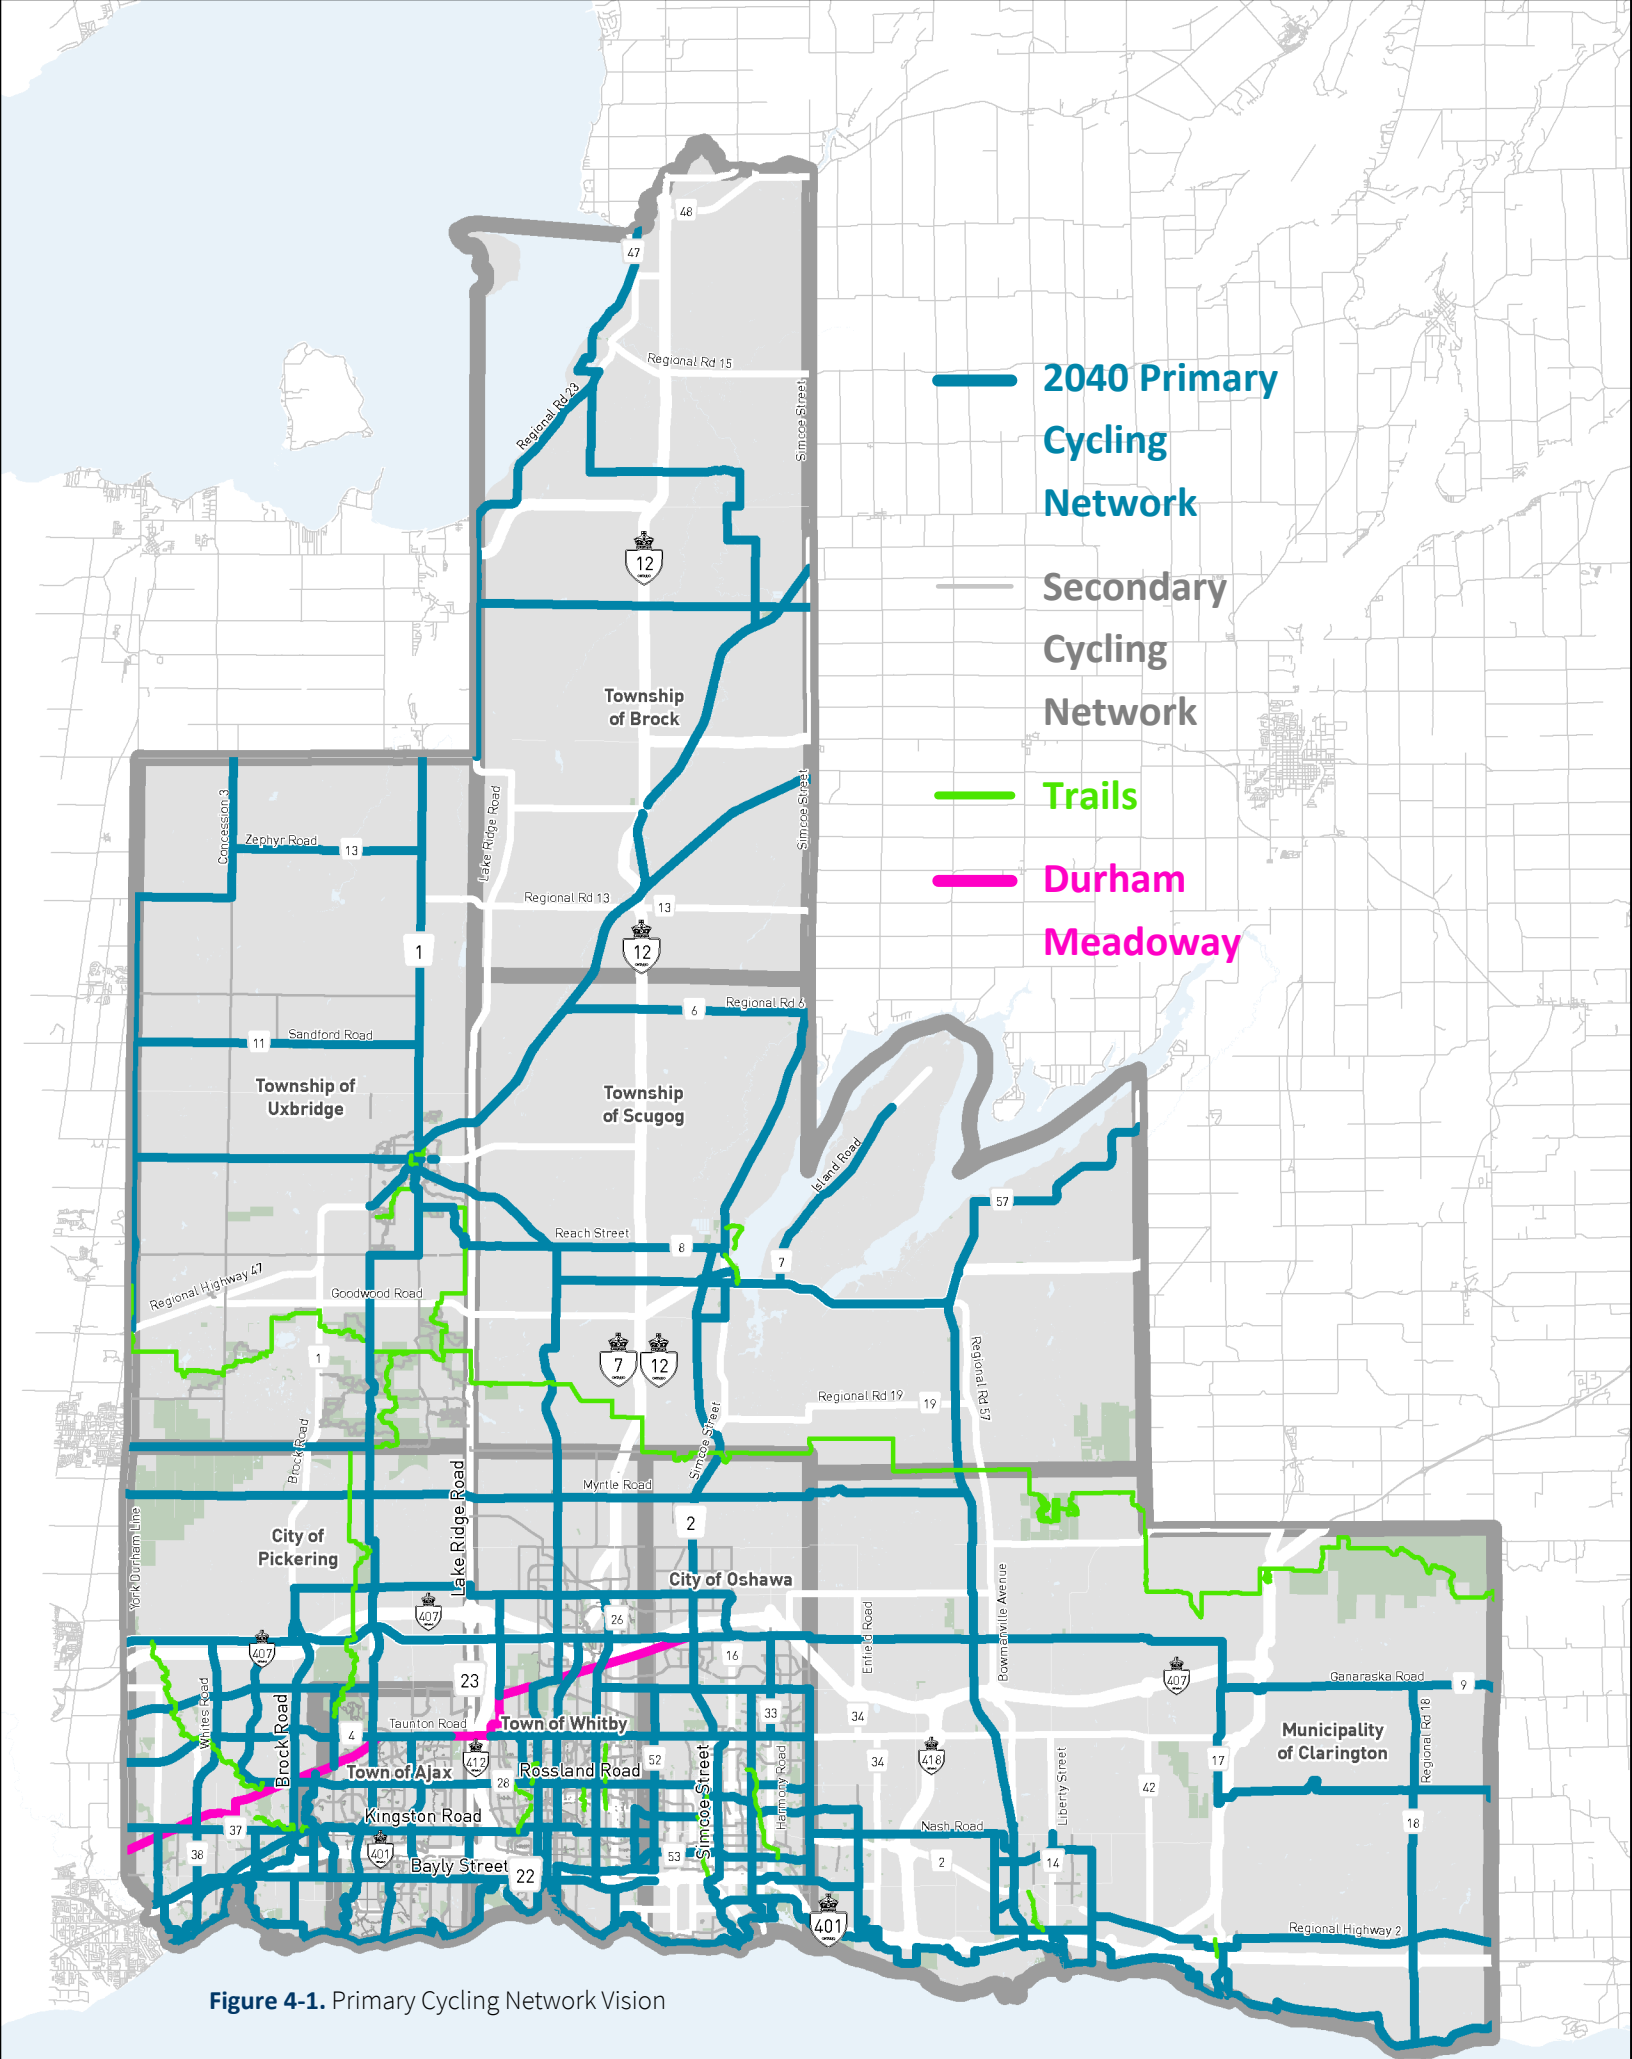 48
47
Regional Rd 15
Regional Rd 23
Simcoe Street
2040 Primary
Cycling
Network
12
ONTARIO
Secondary
Cycling
Network
Township
of Brock
Simcoe Street
Trails
Durham
Meadoway
Concession 3
Zephyr Road
13
Lake Ridge Road
Regional Rd 13
13
1
12
ONTARIO
6
Regional Rd 6
11
Sandford Road
Township of
Uxbridge
Township
of Scugog
Island Road
57
Reach Street
8
7
Regional Highway 47
Goodwood Road
1
7
ONTARIO
12
ONTARIO
Regional Rd 57
Regional Rd 19
19
Brock Road
Simcoe Street
Lake Ridge Road
Myrtle Road
York Durham Line
City of
Pickering
2
City of Oshawa
407
26
407
Enfield Road
Bowmanville Avenue
16
23
407
Ganaraska Road
9
Whites Road
Brock Road
4
Taunton Road
Town of Whitby
33
34
Regional Rd 18
Municipality
of Clarington
412
Town of Ajax
28
Rossland Road
52
Simcoe Street
Harmony Road
34
418
Liberty Street
42
17
37
Kingston Road
Nash Road
18
38
401
Bayly Street
22
53
2
14
401
ONTARIO
Regional Highway 2
Figure 4-1. Primary Cycling Network Vision